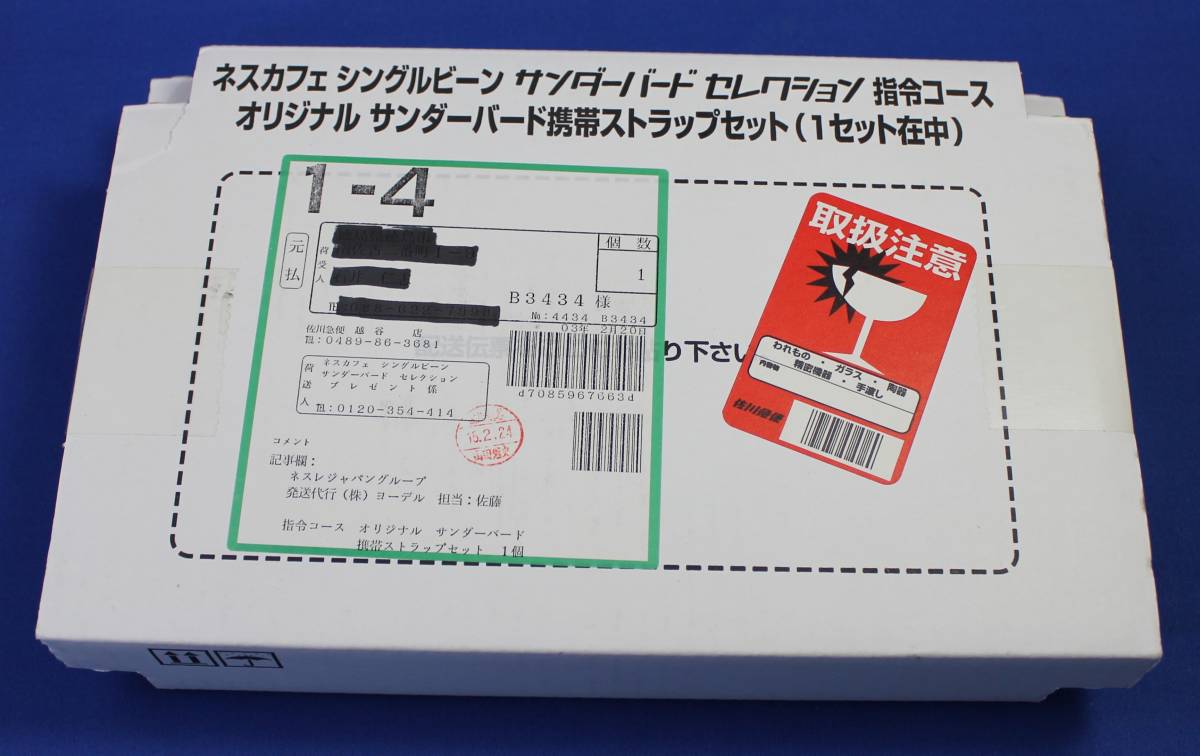 ネスカフェ シングルビーン サンダーバード セレクション 指令コース
オリジナル サンダーバード携帯ストラップセット(1セット在中)
1-4
元払
荷受人
個数
1
B3434 様
No:4434 B3434
03年 2月20日
佐川急便 越谷 店
TEL:0489-86-3681
り下さい
荷送人
ネスカフェ シングルビーン
サンダーバード セレクション
プレゼント係
TEL:0120-354-414
d7085967663d
15.2.24
コメント
記事欄:
ネスレジャパングループ
発送代行(株)ヨーデル 担当:佐藤
指令コース オリジナル サンダーバード
携帯ストラップセット 1個
取扱注意
内容物
われもの・ガラス・陶器
精密機器・手渡し
佐川急便